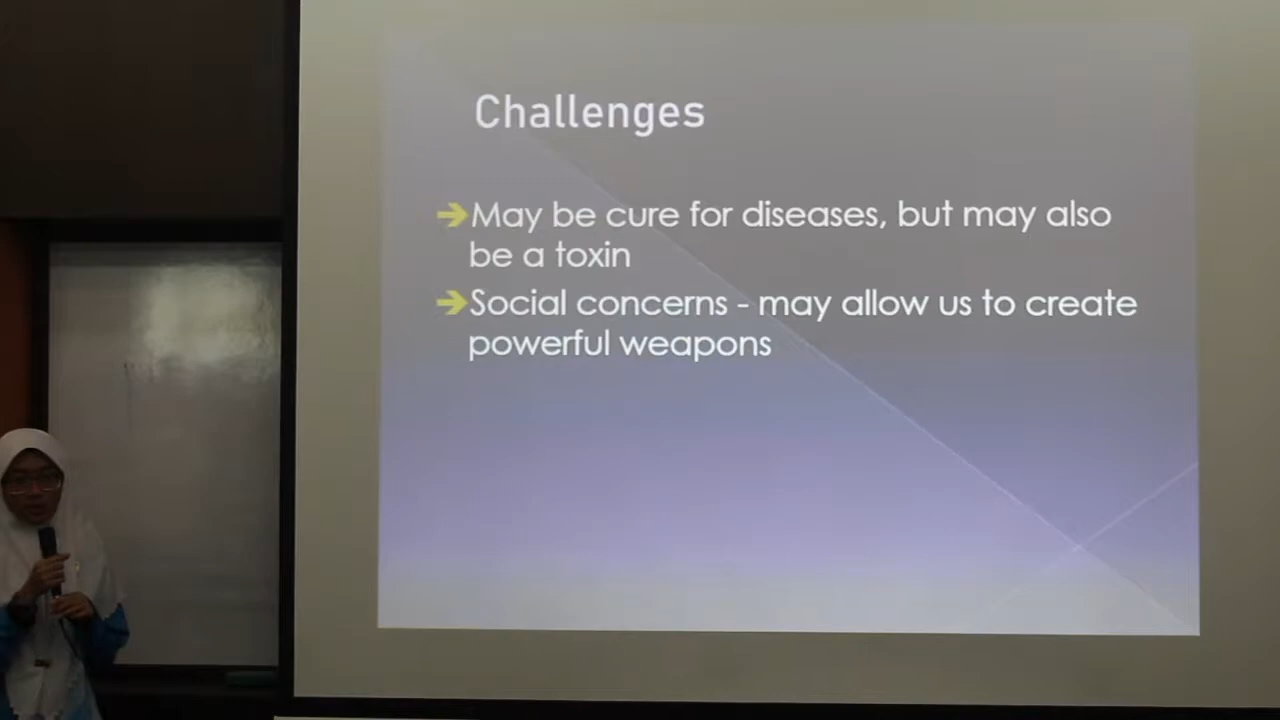 Challenges
➔May be cure for diseases, but may also
be a toxin
➔Social concerns - may allow us to create
powerful weapons